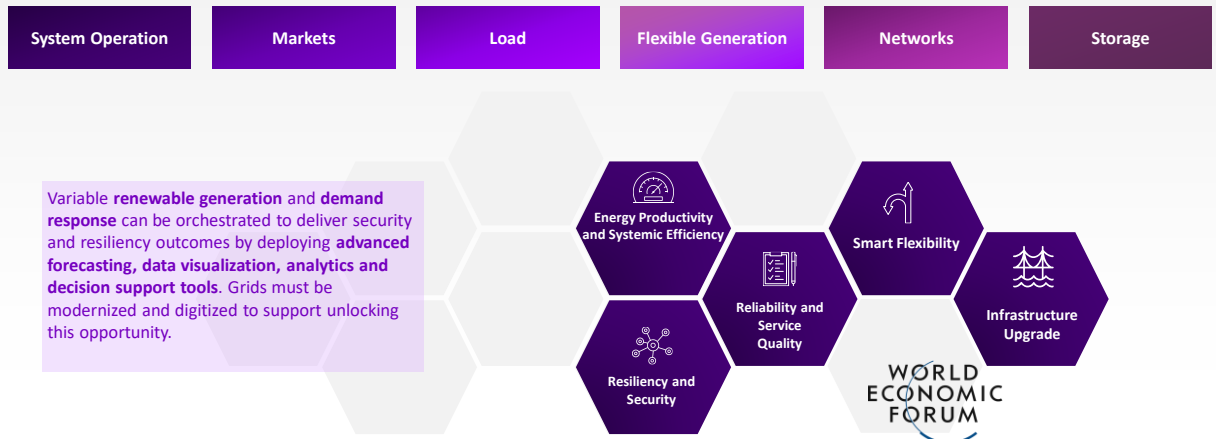 System Operation
Markets
Load
Flexible Generation
Networks
Storage
Variable renewable generation and demand
response can be orchestrated to deliver security
and resiliency outcomes by deploying advanced
forecasting, data visualization, analytics and
decision support tools. Grids must be
modernized and digitized to support unlocking
this opportunity.
Energy Productivity
and Systemic Efficiency
Smart Flexibility
Reliability and
Service
Quality
Infrastructure
Upgrade
Resiliency and
Security
WORLD
ECONOMIC
FORUM